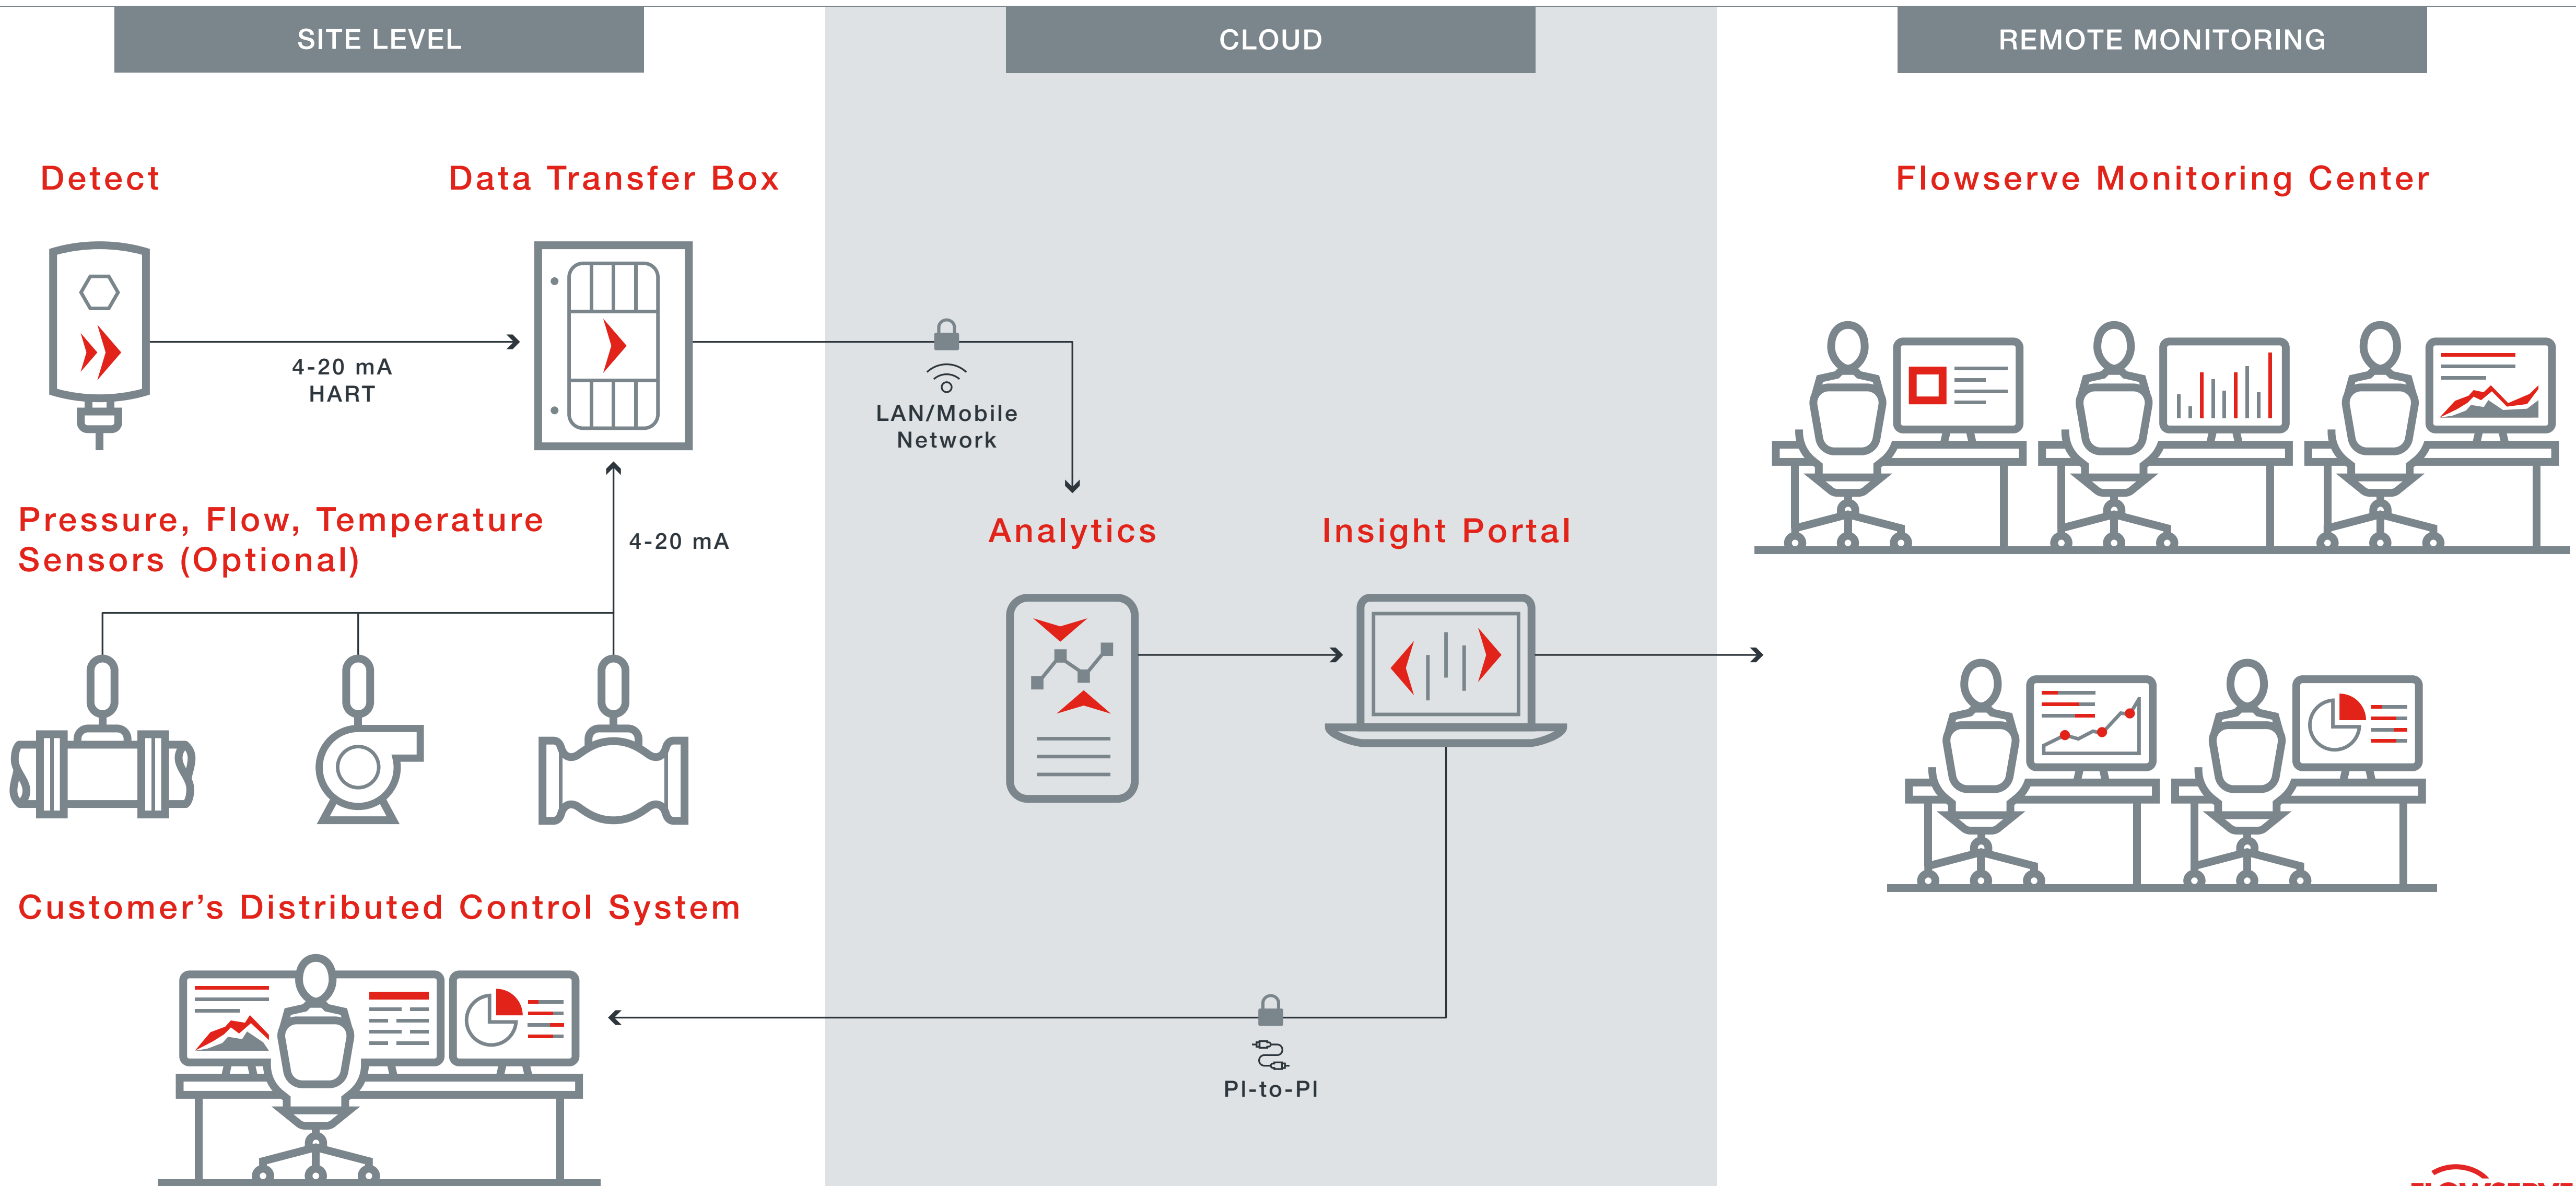 SITE LEVEL
CLOUD
REMOTE MONITORING
Detect
Data Transfer Box
Flowserve Monitoring Center
4-20 mA
HART
LAN/Mobile
Network
Pressure, Flow, Temperature
Sensors (Optional)
4-20 mA
Analytics
Insight Portal
Customer’s Distributed Control System
PI-to-PI
FLOWSERVE